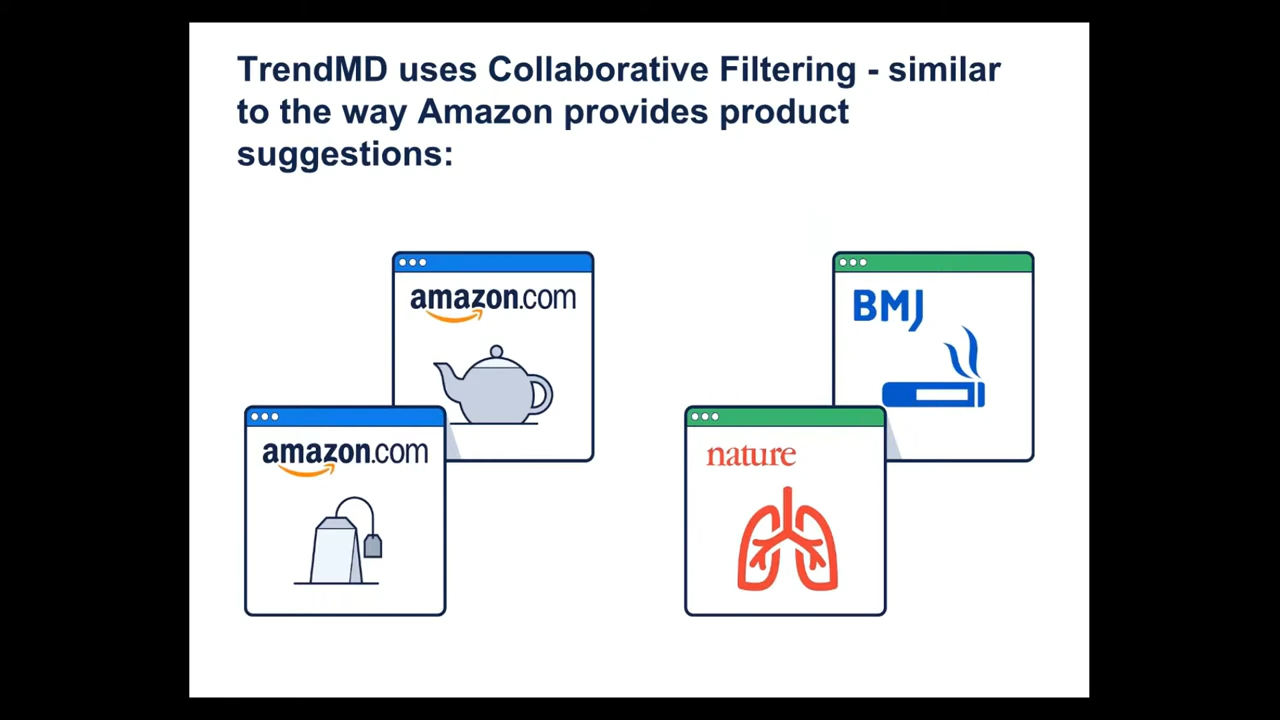 TrendMD uses Collaborative Filtering - similar
to the way Amazon provides product
suggestions:
amazon.com
BMJ
amazon.com
nature